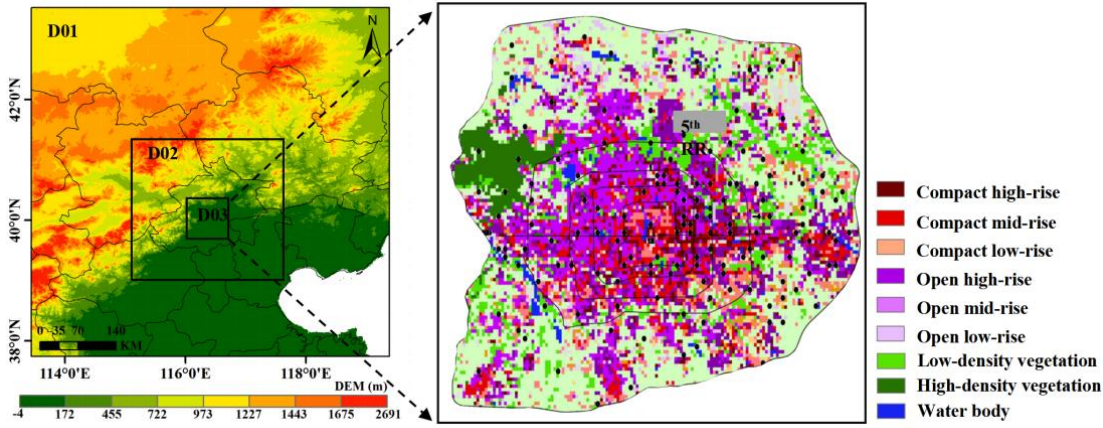 D01
N
D02
D03
42°0'N
40°0'N
38°0'N
0 35 70 140
KM
114°0'E 116°0'E 118°0'E
DEM (m)
-4 172 455 722 973 1227 1443 1675 2691
5th
RR
Compact high-rise
Compact mid-rise
Compact low-rise
Open high-rise
Open mid-rise
Open low-rise
Low-density vegetation
High-density vegetation
Water body